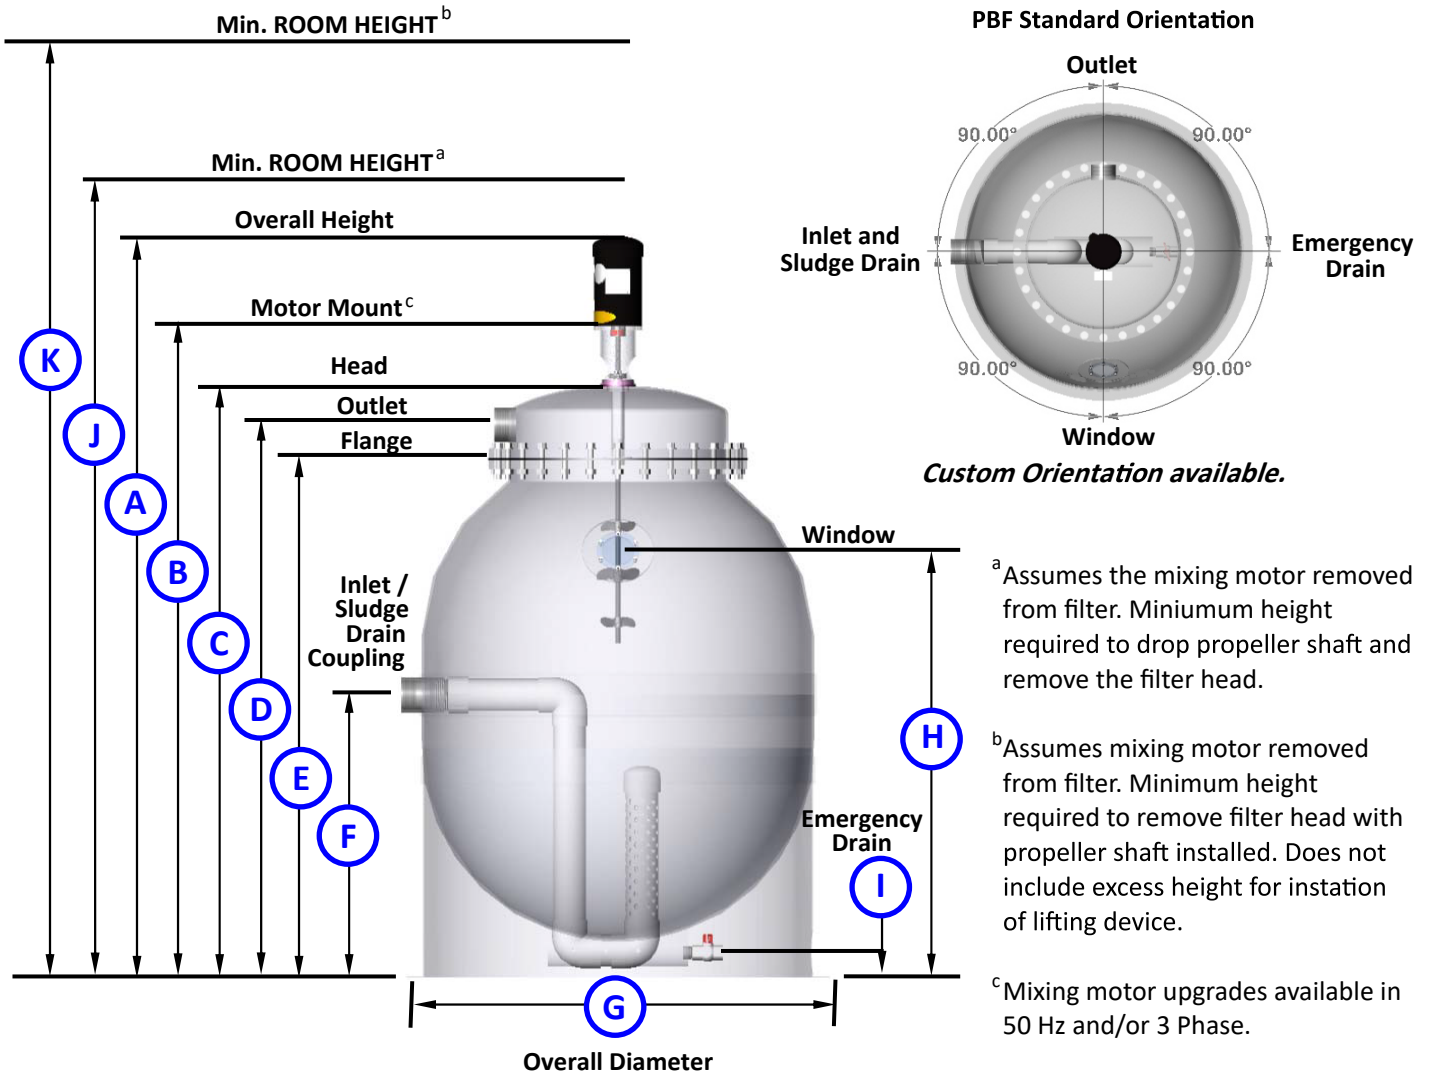 Min. ROOM HEIGHT b
Min. ROOM HEIGHT a
Overall Height
Motor Mount c
Head
Outlet
Flange
Window
Inlet /
Sludge
Drain
Coupling
Emergency
Drain
K
J
A
B
C
D
E
F
H
I
G
Overall Diameter
PBF Standard Orientation
Outlet
90.00°
90.00°
Inlet and
Sludge Drain
Emergency
Drain
90.00°
90.00°
Window
Custom Orientation available.
a Assumes the mixing motor removed
from filter. Miniumum height
required to drop propeller shaft and
remove the filter head.
b Assumes mixing motor removed
from filter. Minimum height
required to remove filter head with
propeller shaft installed. Does not
include excess height for instation
of lifting device.
c Mixing motor upgrades available in
50 Hz and/or 3 Phase.